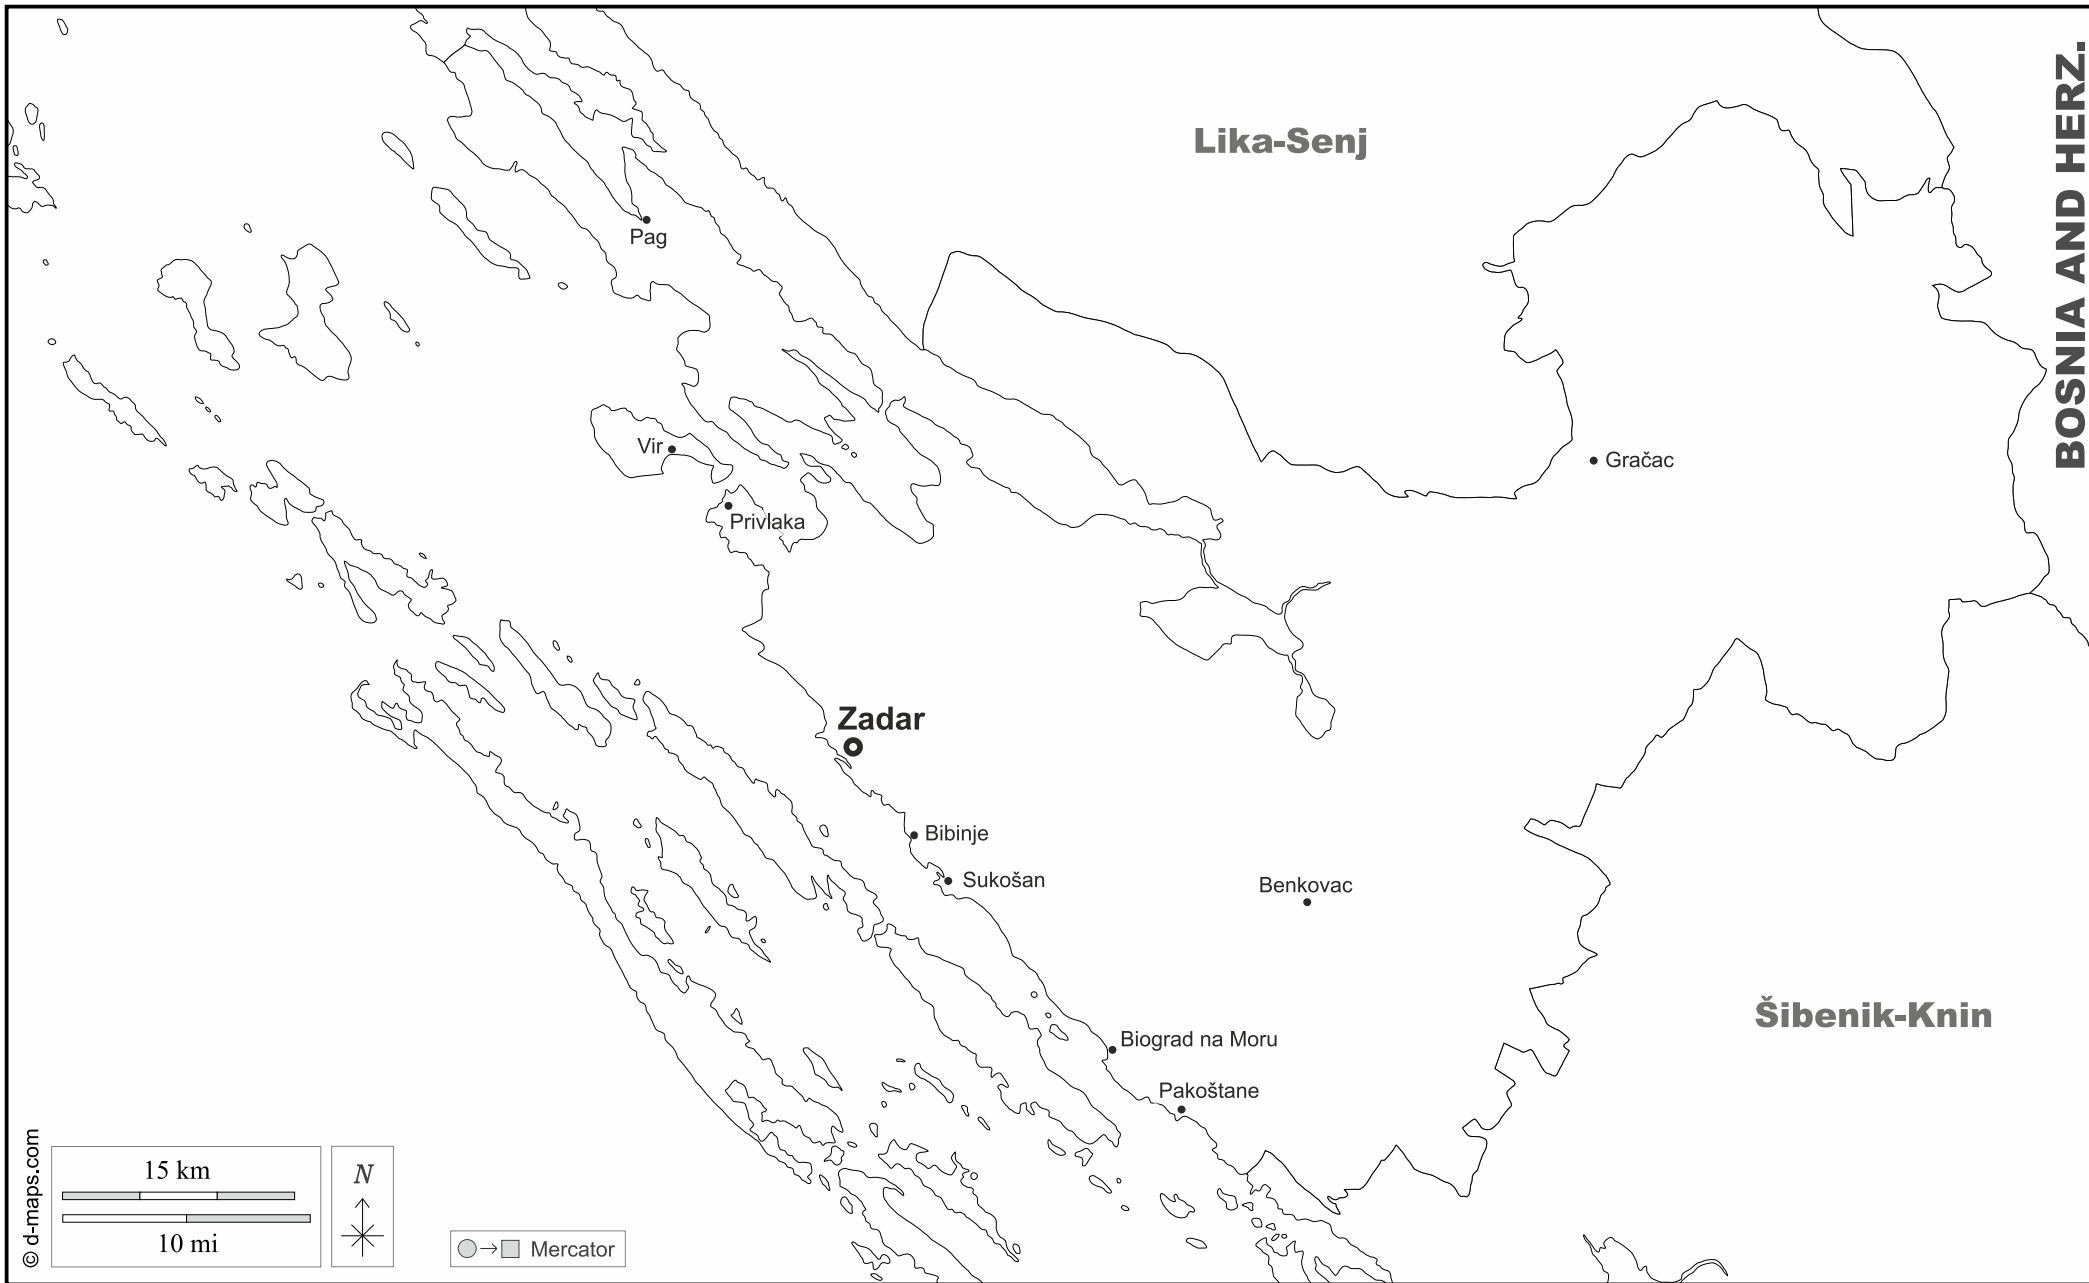 Lika-Senj
BOSNIA AND HERZ.
Pag
Vir
Gračac
Privlaka
Zadar
Bibinje
Sukošan
Benkovac
Šibenik-Knin
Biograd na Moru
Pakoštane
© d-maps.com
15 km
10 mi
N
Mercator